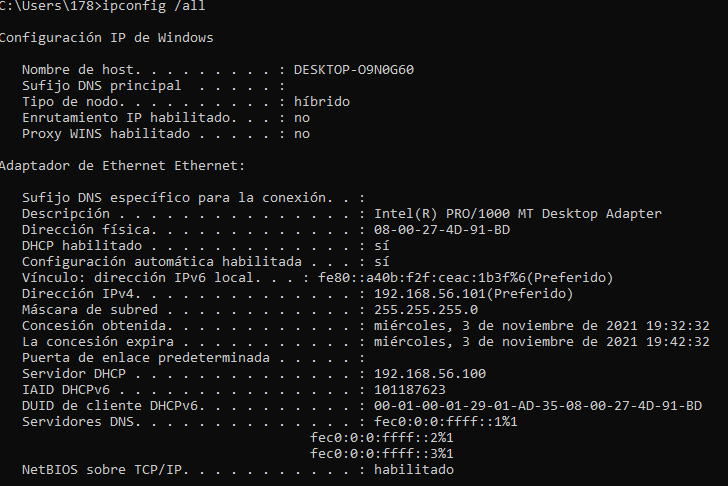 C:\Users\178>ipconfig /all
Configuración IP de Windows
Nombre de host. . . . . . . . . : DESKTOP-O9N0G60
Sufijo DNS principal  . . . . . :
Tipo de nodo. . . . . . . . . . : híbrido
Enrutamiento IP habilitado. . . : no
Proxy WINS habilitado . . . . . : no
Adaptador de Ethernet Ethernet:
Sufijo DNS específico para la conexión. . :
Descripción . . . . . . . . . . . . . . . : Intel(R) PRO/1000 MT Desktop Adapter
Dirección física. . . . . . . . . . . . . : 08-00-27-4D-91-BD
DHCP habilitado . . . . . . . . . . . . . : sí
Configuración automática habilitada . . . : sí
Vínculo: dirección IPv6 local. . . : fe80::a40b:f2f:ceac:1b3f%6(Preferido)
Dirección IPv4. . . . . . . . . . . . . . : 192.168.56.101(Preferido)
Máscara de subred . . . . . . . . . . . . : 255.255.255.0
Concesión obtenida. . . . . . . . . . . . : miércoles, 3 de noviembre de 2021 19:32:32
La concesión expira . . . . . . . . . . . : miércoles, 3 de noviembre de 2021 19:42:32
Puerta de enlace predeterminada . . . . . :
Servidor DHCP . . . . . . . . . . . . . . : 192.168.56.100
IAID DHCPv6 . . . . . . . . . . . . . . . : 101187623
DUID de cliente DHCPv6. . . . . . . . . . : 00-01-00-01-29-01-AD-35-08-00-27-4D-91-BD
Servidores DNS. . . . . . . . . . . . . . : fec0:0:0:ffff::1%1
fec0:0:0:ffff::2%1
fec0:0:0:ffff::3%1
NetBIOS sobre TCP/IP. . . . . . . . . . . : habilitado